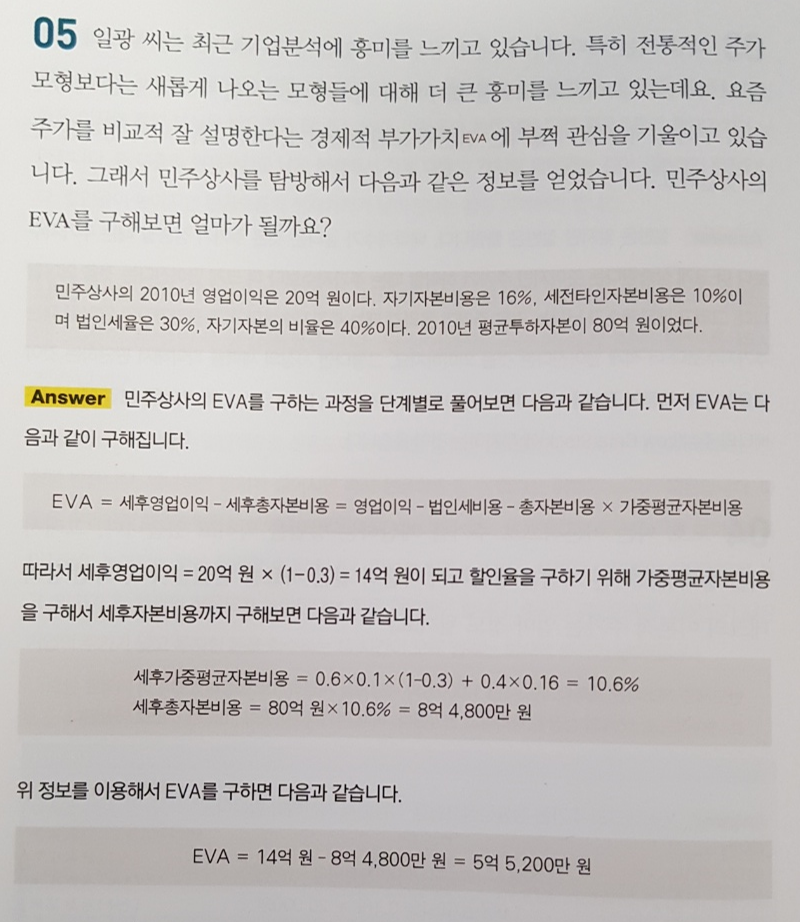 05 일광 씨는 최근 기업분석에 흥미를 느끼고 있습니다. 특히 전통적인 주가
모형보다는 새롭게 나오는 모형들에 대해 더 큰 흥미를 느끼고 있는데요. 요즘
주가를 비교적 잘 설명한다는 경제적 부가가치EVA에 부쩍 관심을 기울이고 있습
니다. 그래서 민주상사를 탐방해서 다음과 같은 정보를 얻었습니다. 민주상사의
EVA를 구해보면 얼마가 될까요?
민주상사의 2010년 영업이익은 20억 원이다. 자기자본비용은 16%, 세전타인자본비용은 10%이
며 법인세율은 30%, 자기자본의 비율은 40%이다. 2010년 평균투하자본이 80억 원이었다.
Answer 민주상사의 EVA를 구하는 과정을 단계별로 풀어보면 다음과 같습니다. 먼저 EVA는 다
음과 같이 구해집니다.
EVA = 세후영업이익 - 세후총자본비용 = 영업이익 - 법인세비용 - 총자본비용 × 가중평균자본비용
따라서 세후영업이익 = 20억 원 × (1-0.3) = 14억 원이 되고 할인율을 구하기 위해 가중평균자본비용
을 구해서 세후자본비용까지 구해보면 다음과 같습니다.
세후가중평균자본비용 = 0.6×0.1×(1-0.3) + 0.4×0.16 = 10.6%
세후총자본비용 = 80억 원×10.6% = 8억 4,800만 원
위 정보를 이용해서 EVA를 구하면 다음과 같습니다.
EVA = 14억 원 - 8억 4,800만 원 = 5억 5,200만 원